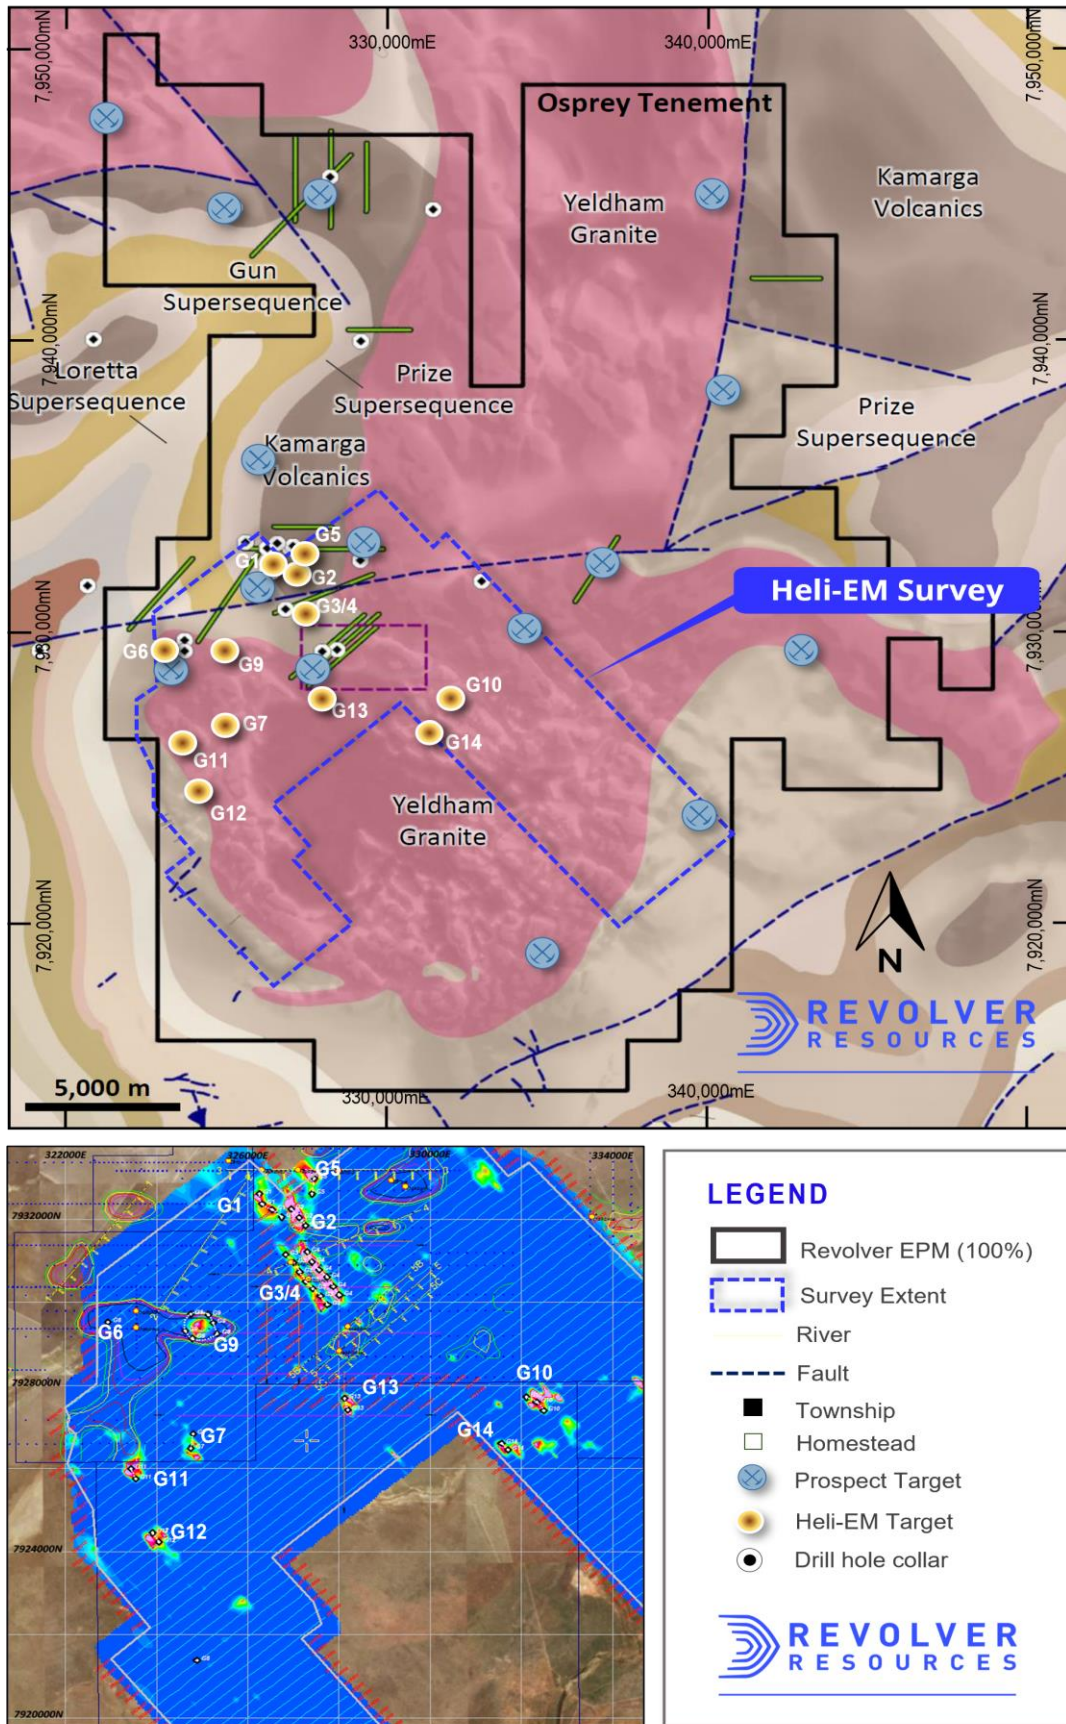 330,000mE
340,000mE
7,950,000mN
7,950,000mN
Osprey Tenement
Kamarga
Volcanics
Yeldham
Granite
Gun
Supersequence
7,940,000mN
7,940,000mN
Loretta
Supersequence
Prize
Supersequence
Prize
Supersequence
Kamarga
Volcanics
G5
G1
G2
Heli-EM Survey
G3/4
7,930,000mN
7,930,000mN
G6
G9
G10
G13
G7
G14
G11
G12
Yeldham
Granite
7,920,000mN
7,920,000mN
N
REVOLVER
RESOURCES
5,000 m
330,000mE
340,000mE
322000E
326000E
330000E
334000E
G5
G1
7932000N
G2
G3/4
G6
G9
7928000N
G10
G13
G14
G7
G11
G12
7924000N
7920000N
LEGEND
Revolver EPM (100%)
Survey Extent
River
Fault
Township
Homestead
Prospect Target
Heli-EM Target
Drill hole collar
REVOLVER
RESOURCES